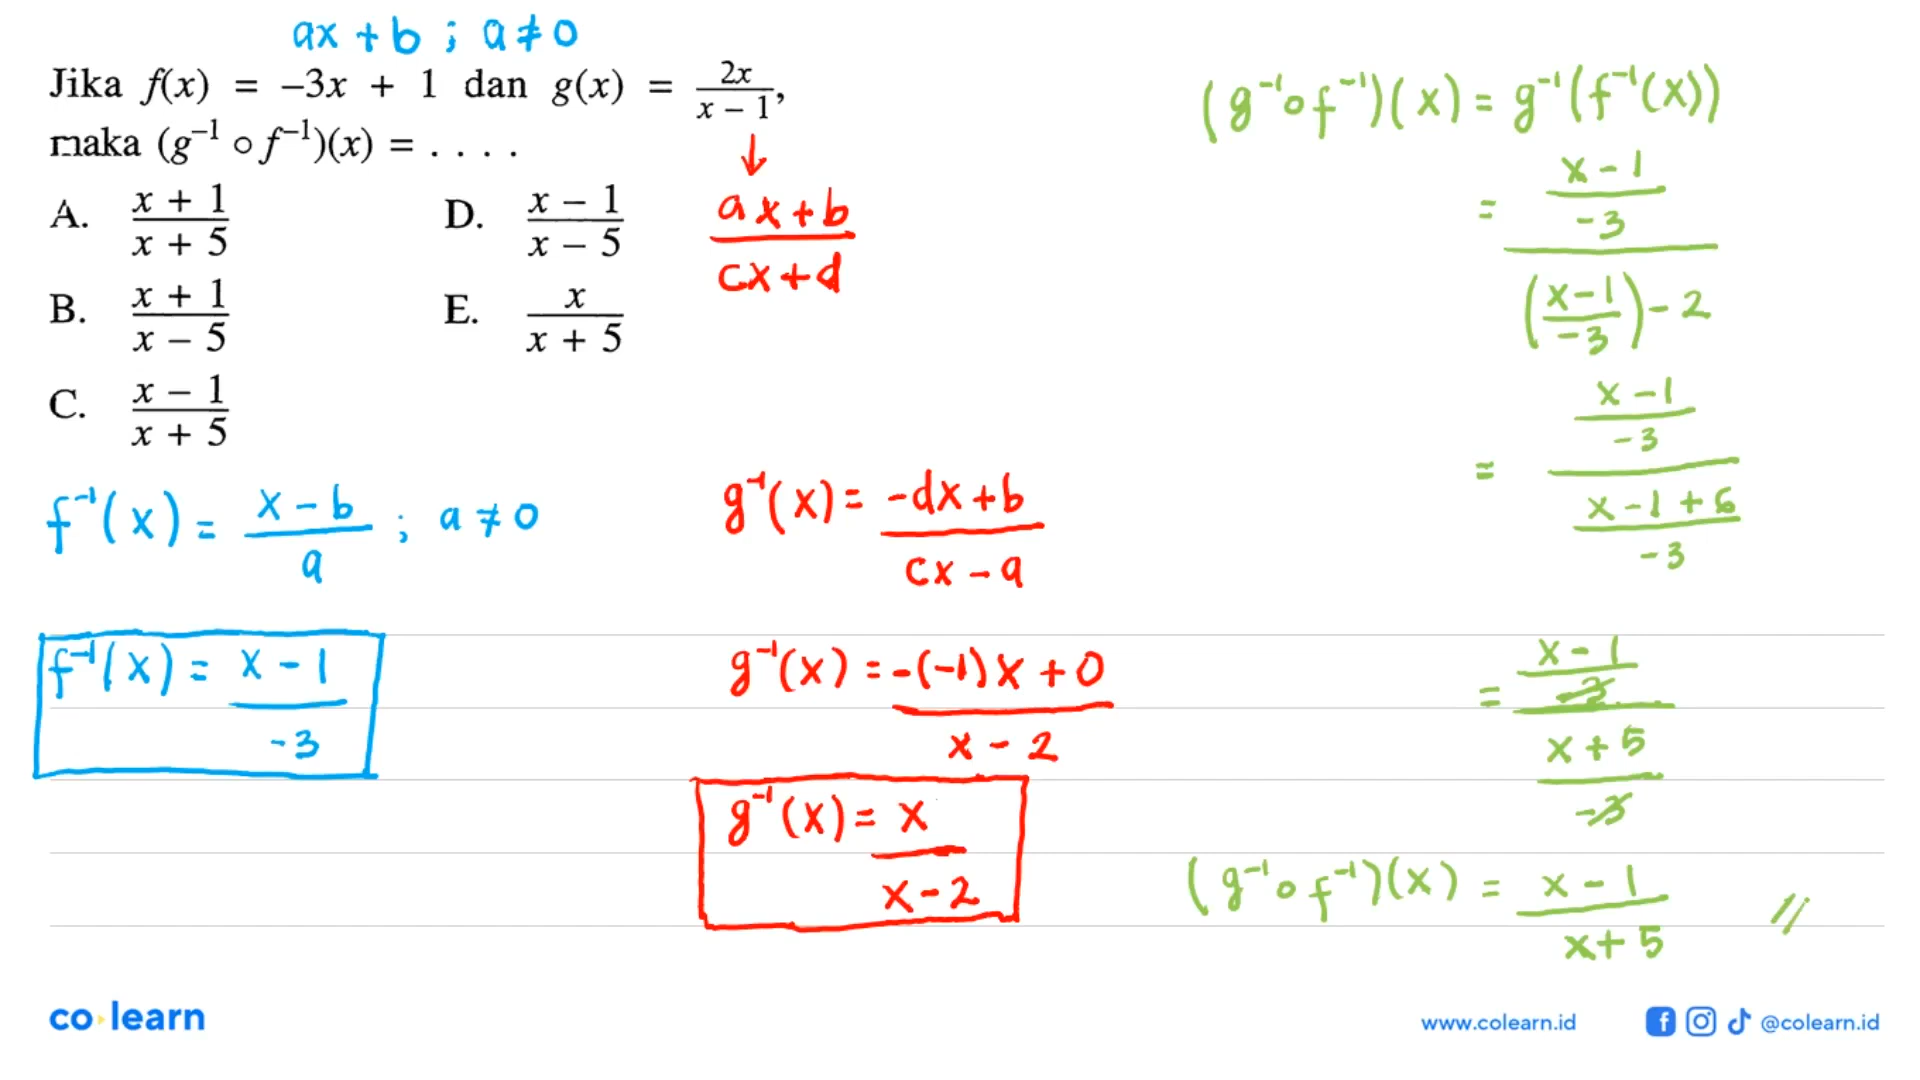 ax + b ; a ≠ 0
Jika f(x) = –3x + 1 dan g(x) = 2x/(x – 1),
maka (g⁻¹ ∘ f⁻¹)(x) = . . . .
A. (x + 1)/(x + 5)
B. (x + 1)/(x – 5)
C. (x – 1)/(x + 5)
D. (x – 1)/(x – 5)
E. x/(x + 5)
↓
(ax + b)/(cx + d)
f⁻¹(x) = (x – b)/a ; a ≠ 0
f⁻¹(x) = (x – 1)/-3
g⁻¹(x) = (-dx + b)/(cx – a)
g⁻¹(x) = (-(-1)x + 0)/(x – 2)
g⁻¹(x) = x/(x – 2)
(g⁻¹ ∘ f⁻¹)(x) = g⁻¹(f⁻¹(x))
= ((x – 1)/-3)/(((x – 1)/-3) – 2)
= ((x – 1)/-3)/((x – 1 + 6)/-3)
= ((x – 1)/-3)/((x + 5)/-3)
(g⁻¹ ∘ f⁻¹)(x) = (x – 1)/(x + 5) //
co learn
www.colearn.id
@colearn.id